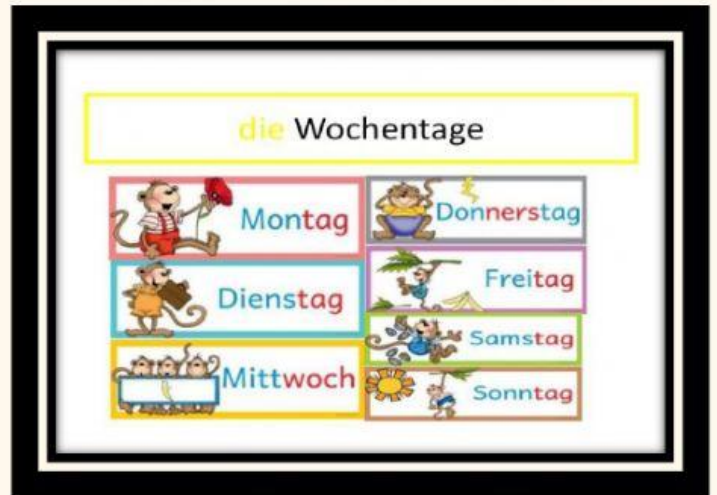 die Wochentage
Montag
Dienstag
Mittwoch
Donnerstag
Freitag
Samstag
Sonntag